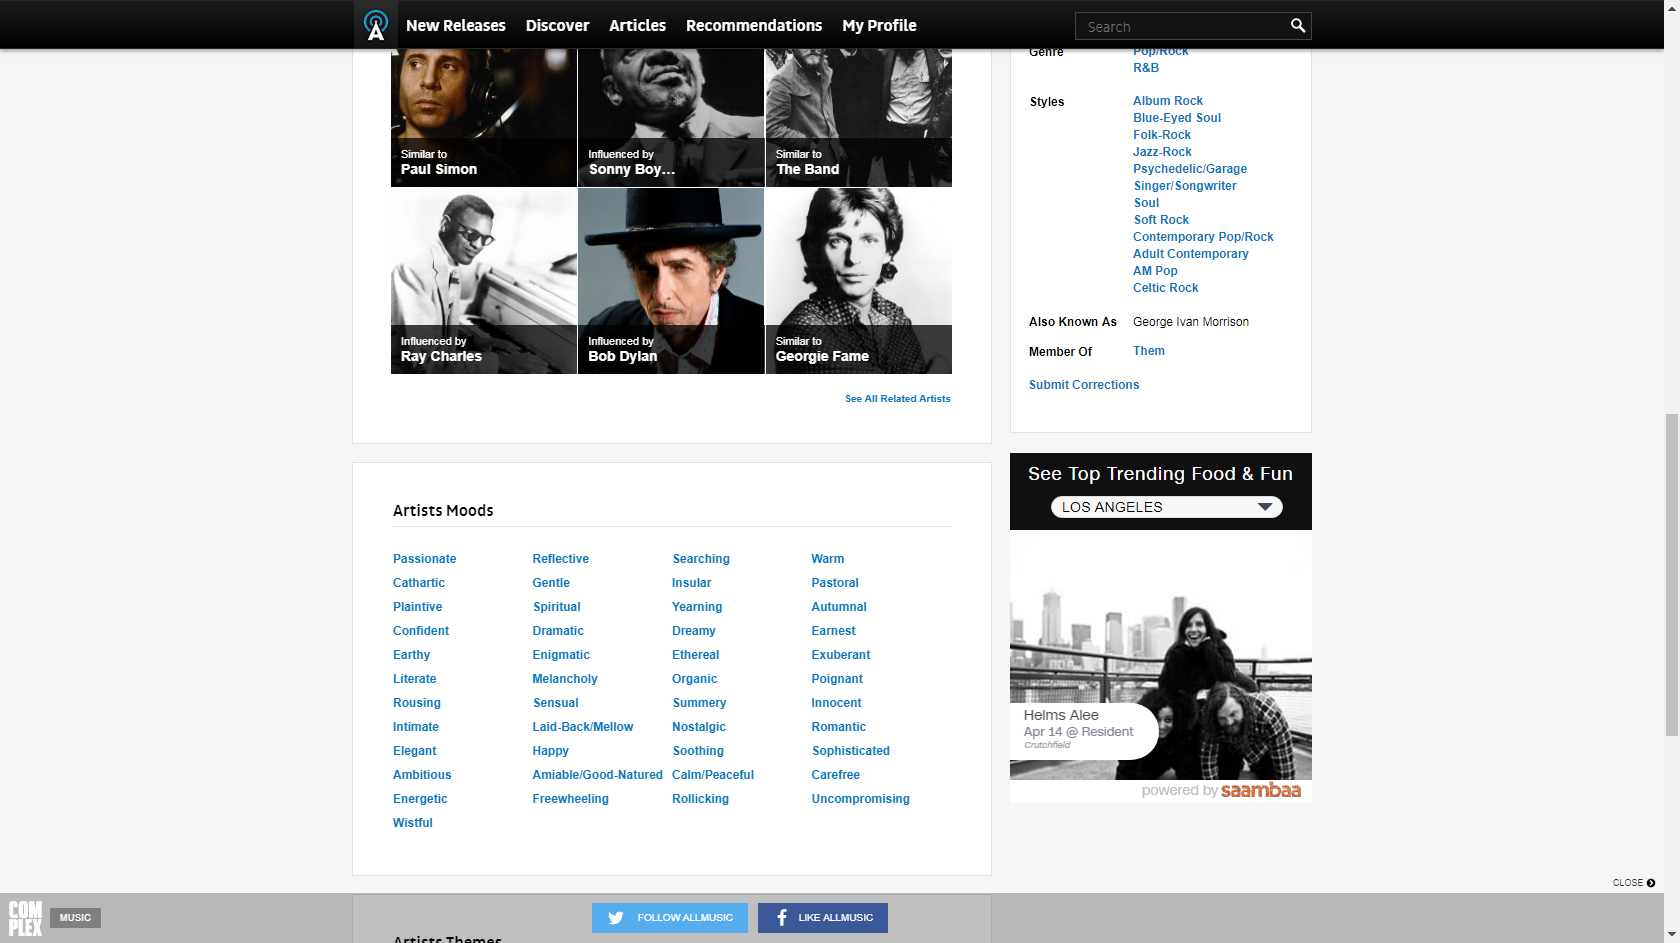 New Releases Discover Articles Recommendations My Profile
Search
Similar to
Paul Simon
Influenced by
Sonny Boy...
Similar to
The Band
Influenced by
Ray Charles
Influenced by
Bob Dylan
Similar to
Georgie Fame
See All Related Artists
Genre
Pop/Rock
R&B
Styles
Album Rock
Blue-Eyed Soul
Folk-Rock
Jazz-Rock
Psychedelic/Garage
Singer/Songwriter
Soul
Soft Rock
Contemporary Pop/Rock
Adult Contemporary
AM Pop
Celtic Rock
Also Known As George Ivan Morrison
Member Of Them
Submit Corrections
Artists Moods
Passionate Reflective Searching Warm
Cathartic Gentle Insular Pastoral
Plaintive Spiritual Yearning Autumnal
Confident Dramatic Dreamy Earnest
Earthy Enigmatic Ethereal Exuberant
Literate Melancholy Organic Poignant
Rousing Sensual Summery Innocent
Intimate Laid-Back/Mellow Nostalgic Romantic
Elegant Happy Soothing Sophisticated
Ambitious Amiable/Good-Natured Calm/Peaceful Carefree
Energetic Freewheeling Rollicking Uncompromising
Wistful
See Top Trending Food & Fun
LOS ANGELES
Helms Alee
Apr 14 @ Resident
Crutchfield
powered by saambaa
CLOSE
COM
PLEX
MUSIC
FOLLOW ALLMUSIC
LIKE ALLMUSIC
Artists Themes